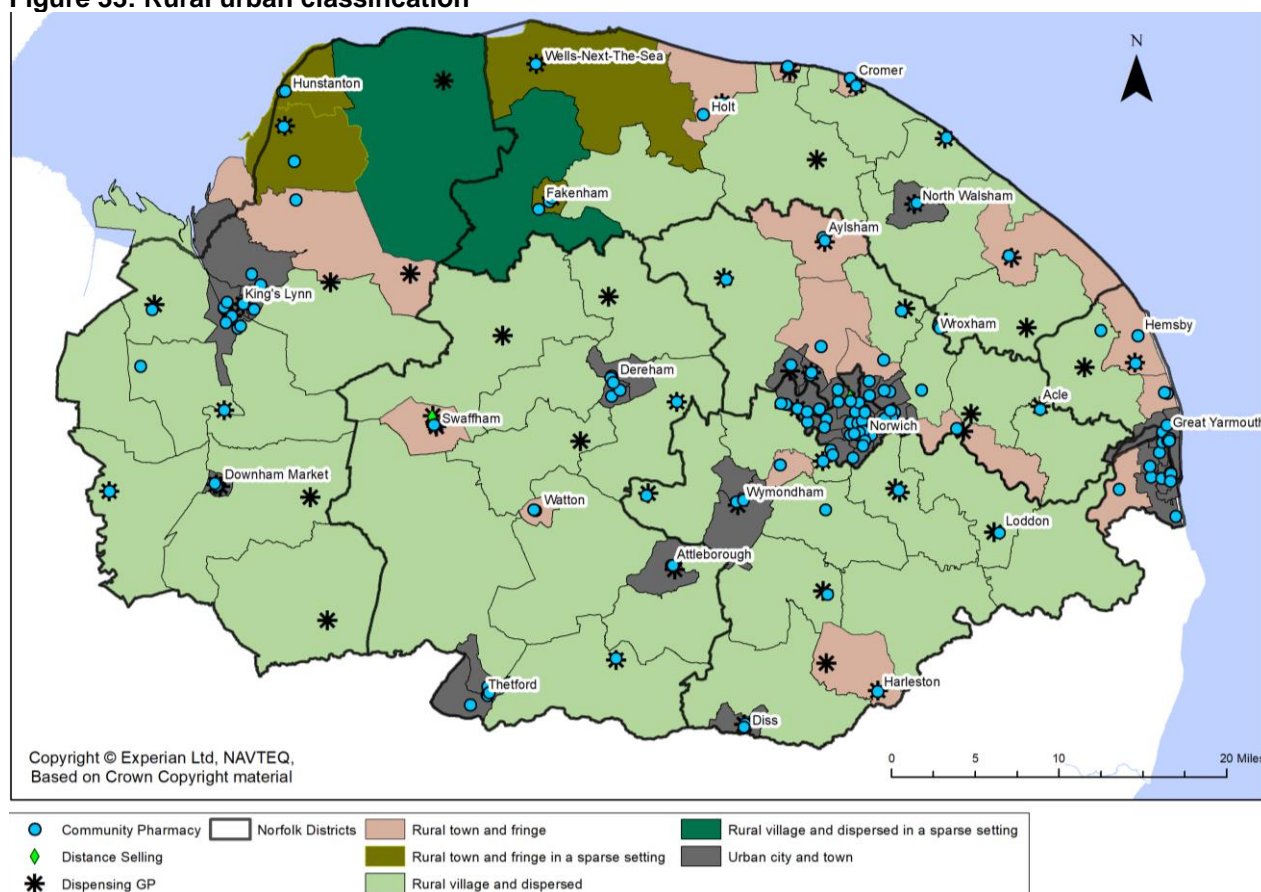 Figure 33: Rural urban classification
N
Wells-Next-The-Sea
Cromer
Hunstanton
Holt
Fakenham
North Walsham
Aylsham
King's Lynn
Wroxham
Hemsby
Dereham
Acle
Swaffham
Norwich
Great Yarmouth
Downham Market
Wymondham
Watton
Loddon
Attleborough
Thetford
Harleston
Diss
Copyright © Experian Ltd, NAVTEQ,
Based on Crown Copyright material
0 5 10 20 Miles
Community Pharmacy Norfolk Districts Rural town and fringe Rural village and dispersed in a sparse setting
Distance Selling Rural town and fringe in a sparse setting Urban city and town
Dispensing GP Rural village and dispersed